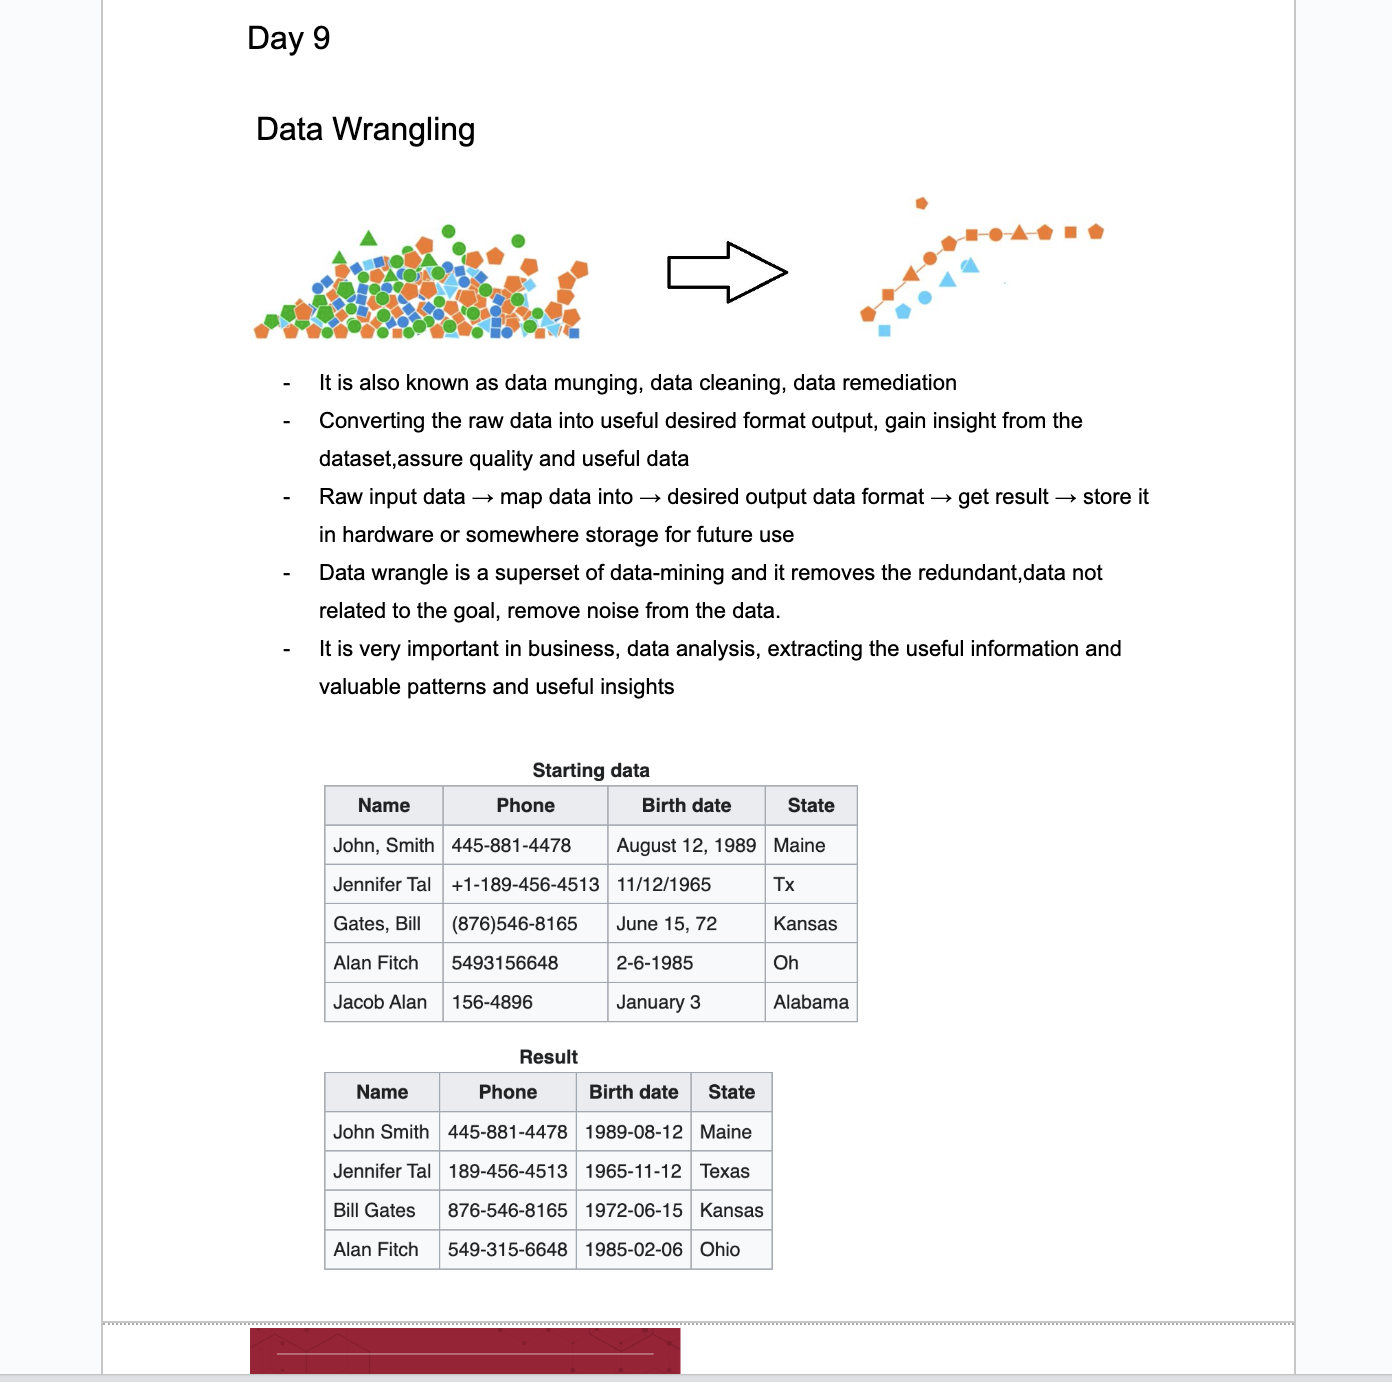 Day 9
Data Wrangling
- It is also known as data munging, data cleaning, data remediation
- Converting the raw data into useful desired format output, gain insight from the
dataset,assure quality and useful data
- Raw input data → map data into → desired output data format → get result → store it
in hardware or somewhere storage for future use
- Data wrangle is a superset of data-mining and it removes the redundant,data not
related to the goal, remove noise from the data.
- It is very important in business, data analysis, extracting the useful information and
valuable patterns and useful insights
Starting data
Name Phone Birth date State
John, Smith 445-881-4478 August 12, 1989 Maine
Jennifer Tal +1-189-456-4513 11/12/1965 Tx
Gates, Bill (876)546-8165 June 15, 72 Kansas
Alan Fitch 5493156648 2-6-1985 Oh
Jacob Alan 156-4896 January 3 Alabama
Result
Name Phone Birth date State
John Smith 445-881-4478 1989-08-12 Maine
Jennifer Tal 189-456-4513 1965-11-12 Texas
Bill Gates 876-546-8165 1972-06-15 Kansas
Alan Fitch 549-315-6648 1985-02-06 Ohio